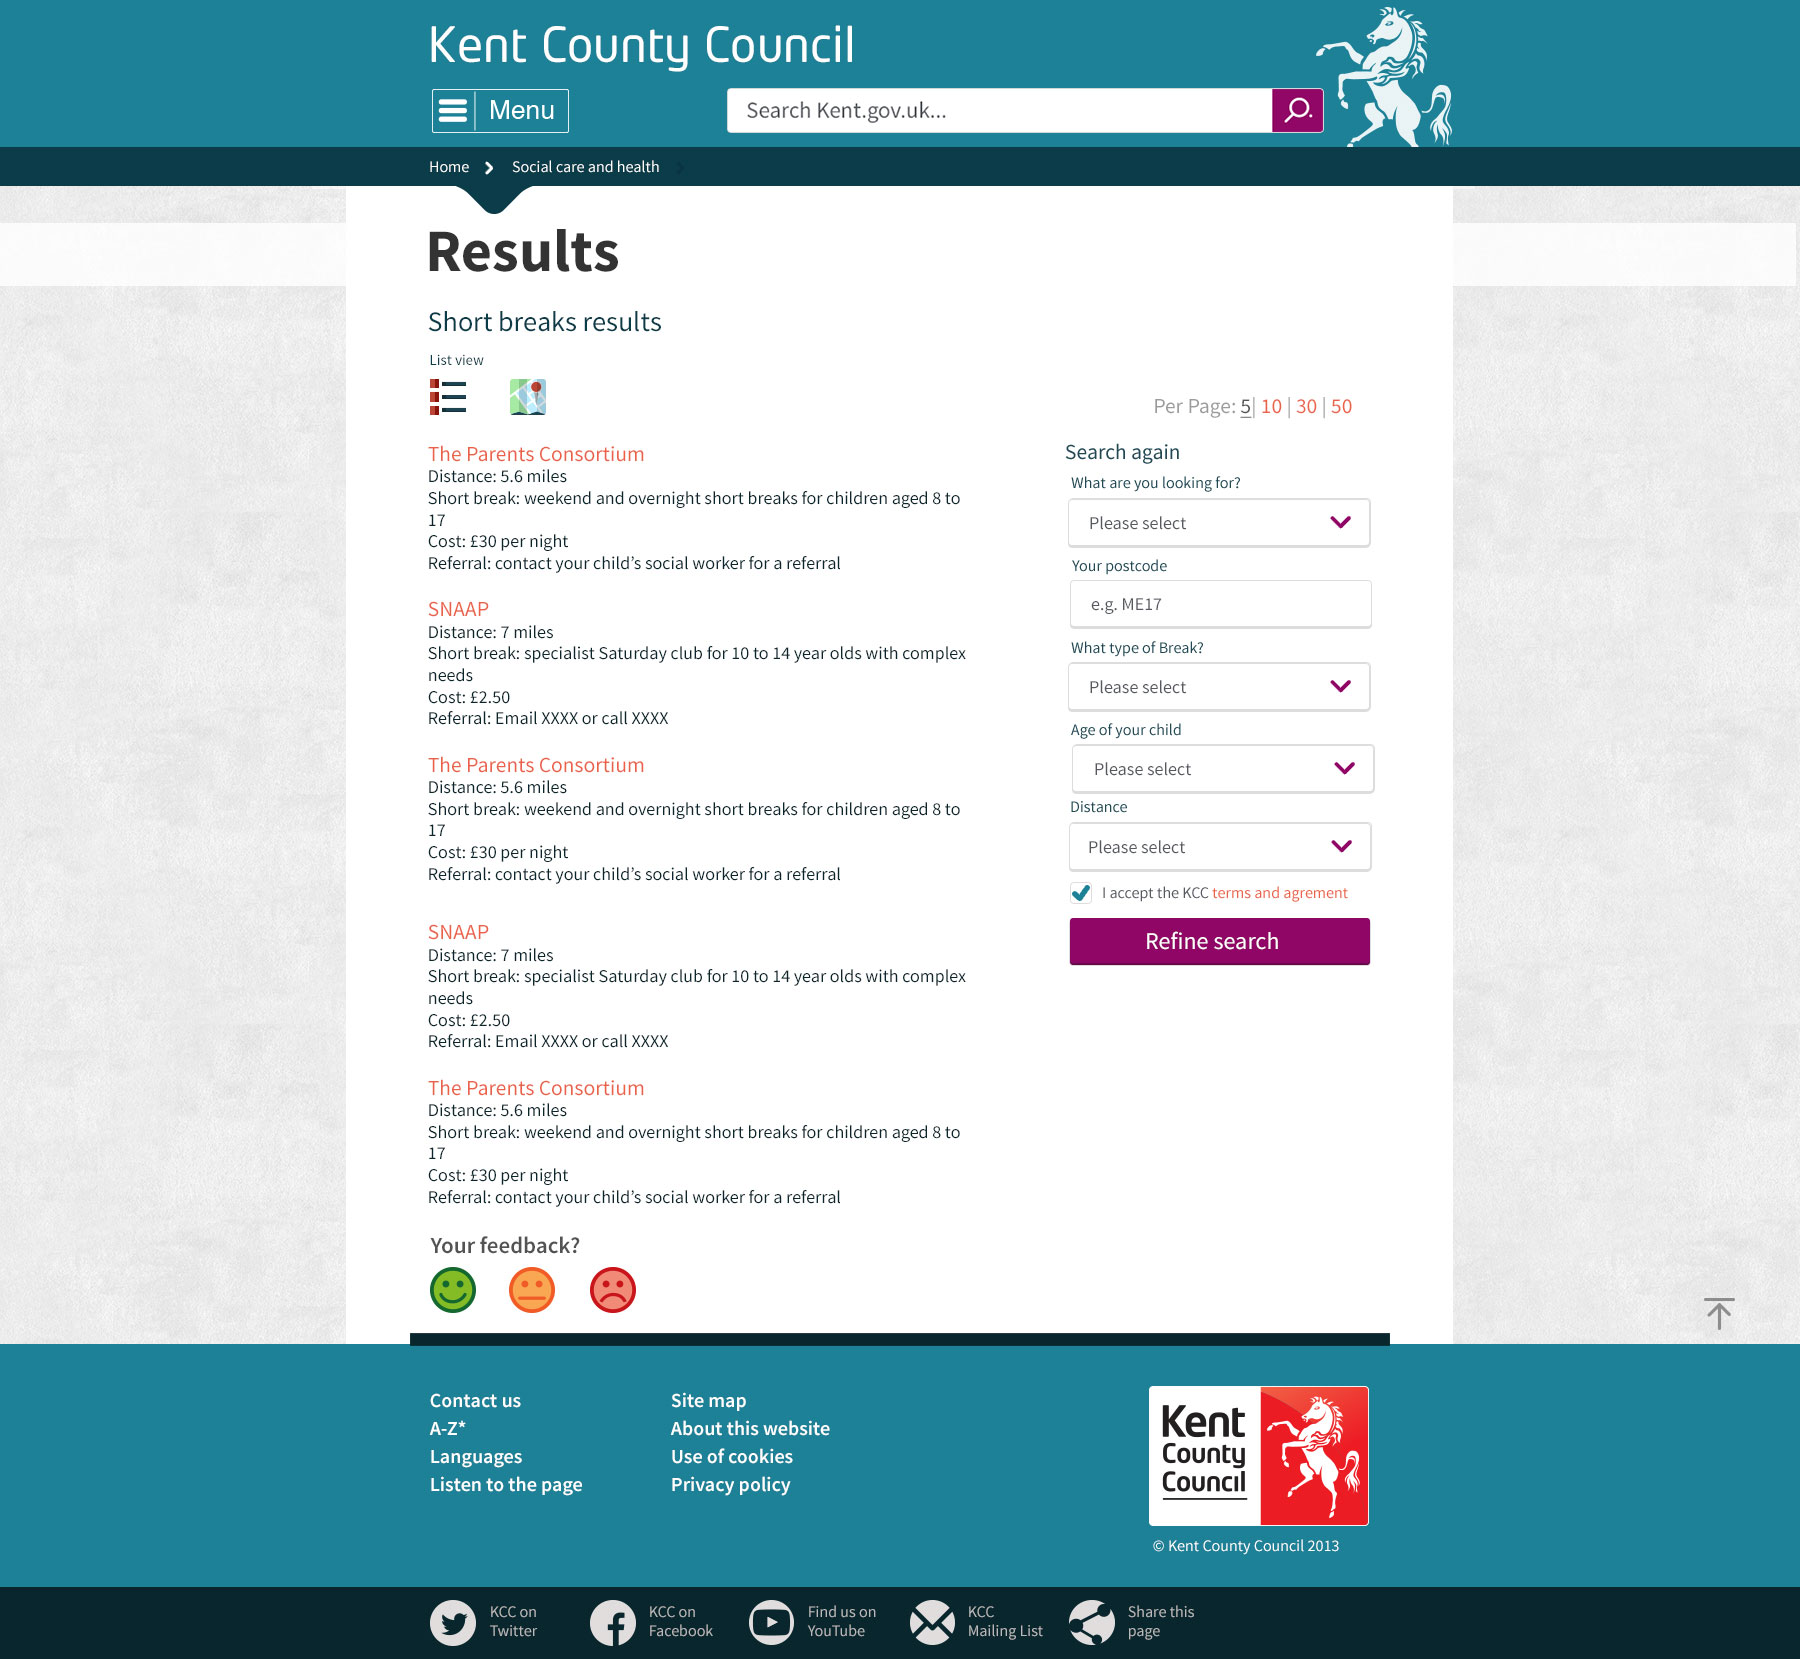 Kent County Council
Menu
Search Kent.gov.uk...
Home
Social care and health
Results
Short breaks results
List view
Per Page: 5| 10 | 30 | 50
The Parents Consortium
Distance: 5.6 miles
Short break: weekend and overnight short breaks for children aged 8 to
17
Cost: £30 per night
Referral: contact your child’s social worker for a referral
SNAAP
Distance: 7 miles
Short break: specialist Saturday club for 10 to 14 year olds with complex
needs
Cost: £2.50
Referral: Email XXXX or call XXXX
The Parents Consortium
Distance: 5.6 miles
Short break: weekend and overnight short breaks for children aged 8 to
17
Cost: £30 per night
Referral: contact your child’s social worker for a referral
SNAAP
Distance: 7 miles
Short break: specialist Saturday club for 10 to 14 year olds with complex
needs
Cost: £2.50
Referral: Email XXXX or call XXXX
The Parents Consortium
Distance: 5.6 miles
Short break: weekend and overnight short breaks for children aged 8 to
17
Cost: £30 per night
Referral: contact your child’s social worker for a referral
Search again
What are you looking for?
Please select
Your postcode
e.g. ME17
What type of Break?
Please select
Age of your child
Please select
Distance
Please select
I accept the KCC terms and agrement
Refine search
Your feedback?
Contact us
A-Z*
Languages
Listen to the page
Site map
About this website
Use of cookies
Privacy policy
Kent
County
Council
© Kent County Council 2013
KCC on
Twitter
KCC on
Facebook
Find us on
YouTube
KCC
Mailing List
Share this
page